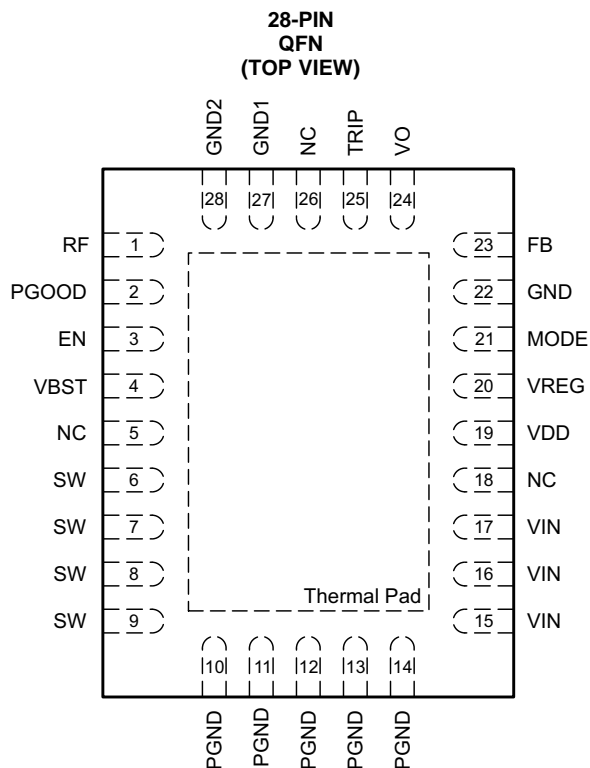 28-PIN
QFN
(TOP VIEW)
GND2
GND1
NC
TRIP
VO
28
27
26
25
24
RF 1
PGOOD 2
EN 3
VBST 4
NC 5
SW 6
SW 7
SW 8
SW 9
23 FB
22 GND
21 MODE
20 VREG
19 VDD
18 NC
17 VIN
16 VIN
15 VIN
Thermal Pad
10
11
12
13
14
PGND
PGND
PGND
PGND
PGND